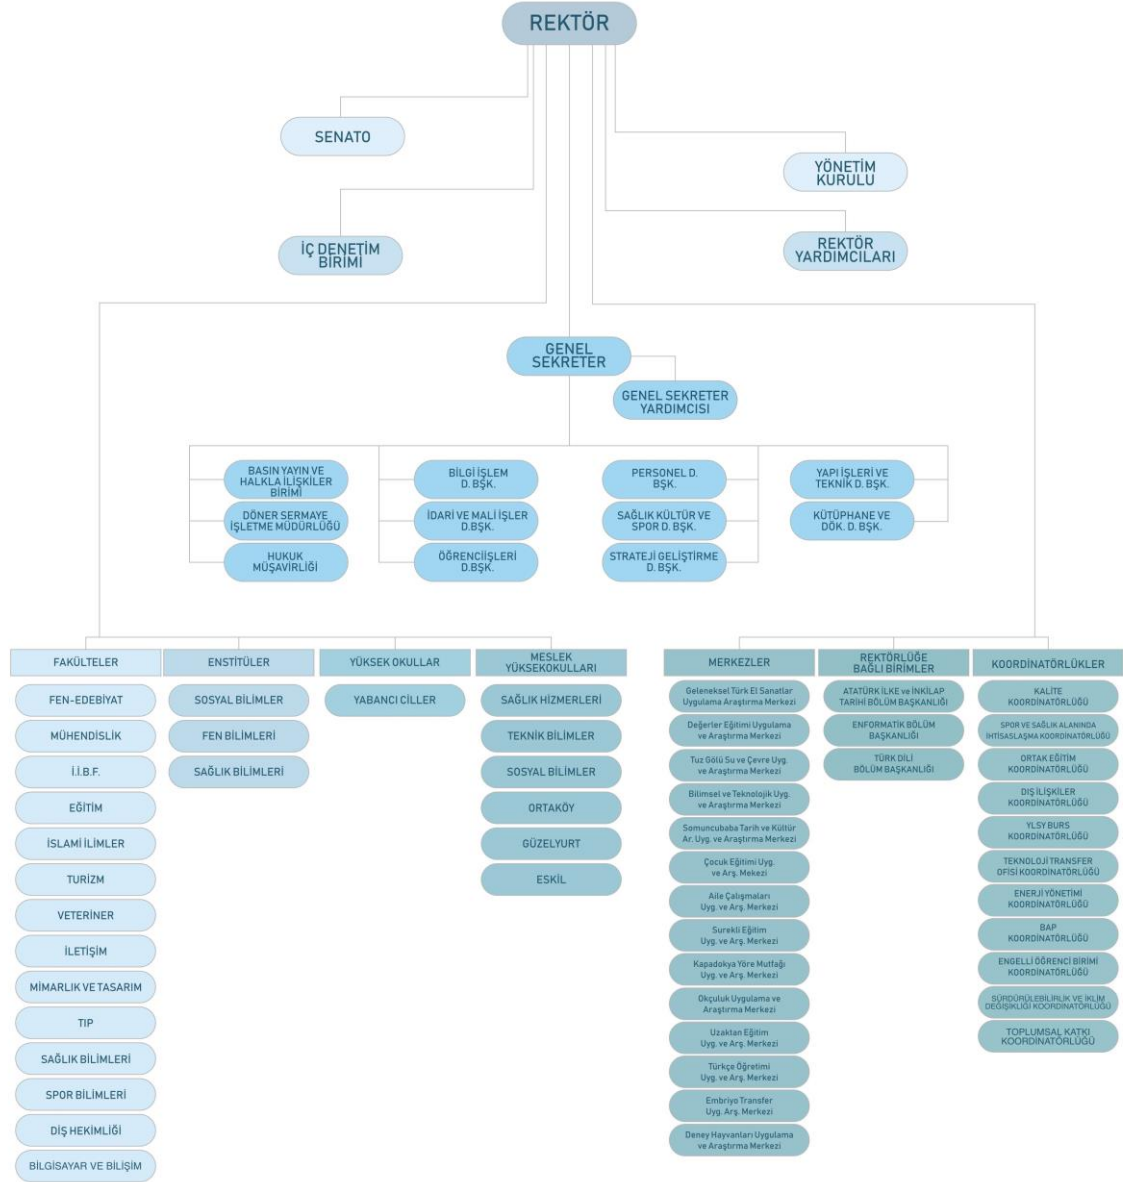 REKTÖR
SENATO
YÖNETİM
KURULU
İÇ DENETİM
BİRİMİ
REKTÖR
YARDIMCILARI
GENEL
SEKRETER
GENEL SEKRETER
YARDIMCISI
BASIN YAYIN VE
HALKLA İLİŞKİLER
BİRİMİ
DÖNER SERMAYE
İŞLETME MÜDÜRLÜĞÜ
HUKUK
MÜŞAVİRLİĞİ
BİLGİ İŞLEM
D. BŞK.
İDARİ VE MALİ İŞLER
D.BŞK.
ÖĞRENCİİŞLERİ
D.BŞK.
PERSONEL D.
BŞK.
SAĞLIK KÜLTÜR VE
SPOR D. BŞK.
STRATEJİ GELİŞTİRME
D. BŞK.
YAPI İŞLERİ VE
TEKNİK D. BŞK.
KÜTÜPHANE VE
DÖK. D. BŞK.
FAKÜLTELER
FEN-EDEBİYAT
MÜHENDİSLİK
İ.İ.B.F.
EĞİTİM
İSLAMİ İLİMLER
TURİZM
VETERİNER
İLETİŞİM
MİMARLIK VE TASARIM
TIP
SAĞLIK BİLİMLERİ
SPOR BİLİMLERİ
DİŞ HEKİMLİĞİ
BİLGİSAYAR VE BİLİŞİM
ENSTİTÜLER
SOSYAL BİLİMLER
FEN BİLİMLERİ
SAĞLIK BİLİMLERİ
YÜKSEK OKULLAR
YABANCI CİLLER
MESLEK
YÜKSEKOKULLARI
SAĞLIK HİZMERLERİ
TEKNİK BİLİMLER
SOSYAL BİLİMLER
ORTAKÖY
GÜZELYURT
ESKİL
MERKEZLER
Geleneksel Türk El Sanatlar
Uygulama Araştırma Merkezi
Değerler Eğitimi Uygulama
ve Araştırma Merkezi
Tuz Gölü Su ve Çevre Uyg.
ve Araştırma Merkezi
Bilimsel ve Teknolojik Uyg.
ve Araştırma Merkezi
Somuncubaba Tarih ve Kültür
Ar. Uyg. ve Araştırma Merkezi
Çocuk Eğitimi Uyg.
ve Arş. Mekezi
Aile Çalışmaları
Uyg. ve Arş. Merkezi
Surekli Eğitim
Uyg. ve Arş. Merkezi
Kapadokya Yöre Mutfağı
Uyg. ve Arş. Merkezi
Okçuluk Uygulama ve
Araştırma Merkezi
Uzaktan Eğitim
Uyg. ve Arş. Merkezi
Türkçe Öğretimi
Uyg. ve Arş. Merkezi
Embriyo Transfer
Uyg. Arş. Merkezi
Deney Hayvanları Uygulama
ve Araştırma Merkezi
REKTÖRLÜĞE
BAĞLI BİRİMLER
ATATÜRK İLKE ve İNKİLAP
TARİHİ BÖLÜM BAŞKANLIĞI
ENFORMATİK BÖLÜM
BAŞKANLIĞI
TÜRK DİLİ
BÖLÜM BAŞKANLIĞI
KOORDİNATÖRLÜKLER
KALİTE
KOORDİNATÖRLÜĞÜ
SPOR VE SAĞLIK ALANINDA
İHTİSASLAŞMA KOORDİNATÖRLÜĞÜ
ORTAK EĞİTİM
KOORDİNATÖRLÜĞÜ
DIŞ İLİŞKİLER
KOORDİNATÖRLÜĞÜ
YLSY BURS
KOORDİNATÖRLÜĞÜ
TEKNOLOJİ TRANSFER
OFİSİ KOORDİNATÖRLÜĞÜ
ENERJİ YÖNETİMİ
KOORDİNATÖRLÜĞÜ
BAP
KOORDİNATÖRLÜĞÜ
ENGELLİ ÖĞRENCİ BİRİMİ
KOORDİNATÖRLÜĞÜ
SÜRDÜRÜLEBİLİRLİK VE İKLİM
DEĞİŞİKLİĞİ KOORDİNATÖRLÜĞÜ
TOPLUMSAL KATKI
KOORDİNATÖRLÜĞÜ